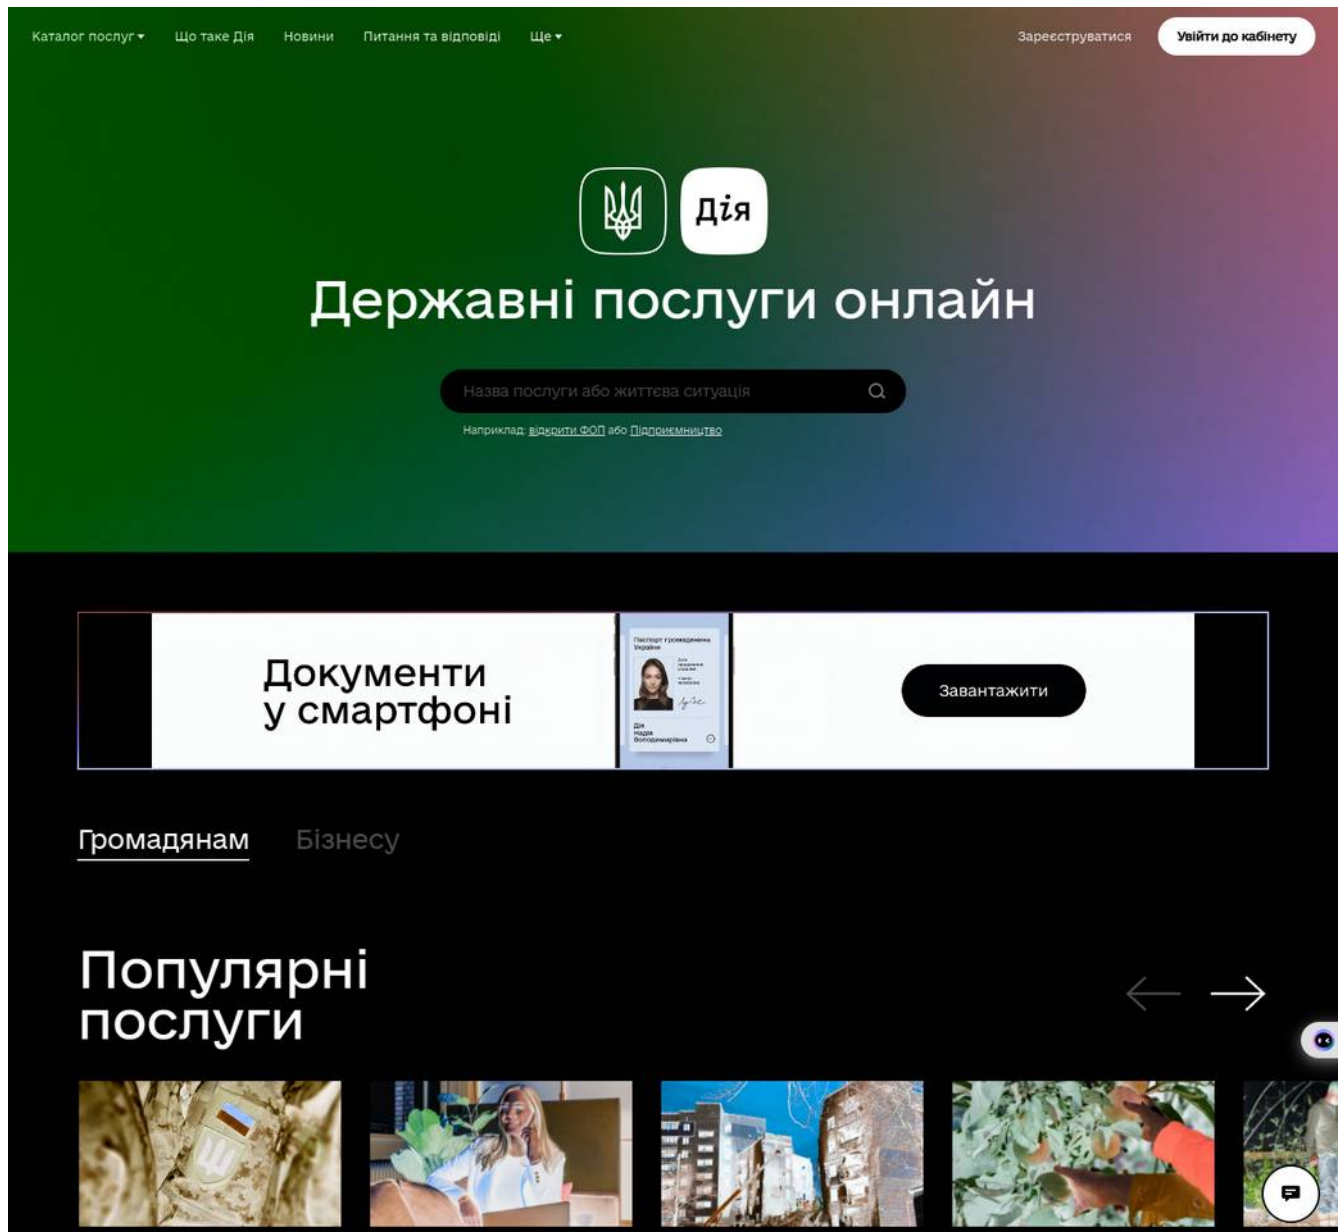 Каталог послуг
Що таке Дія
Новини
Питання та відповіді
Ще
Зареєструватися
Увійти до кабінету
Дія
Державні послуги онлайн
Назва послуги або життєва ситуація
Наприклад: відкрити ФОП або Підприємництво
Документи
у смартфоні
Паспорт громадянина
України
Дія
Надія
Володимирівна
Завантажити
Громадянам
Бізнесу
Популярні
послуги